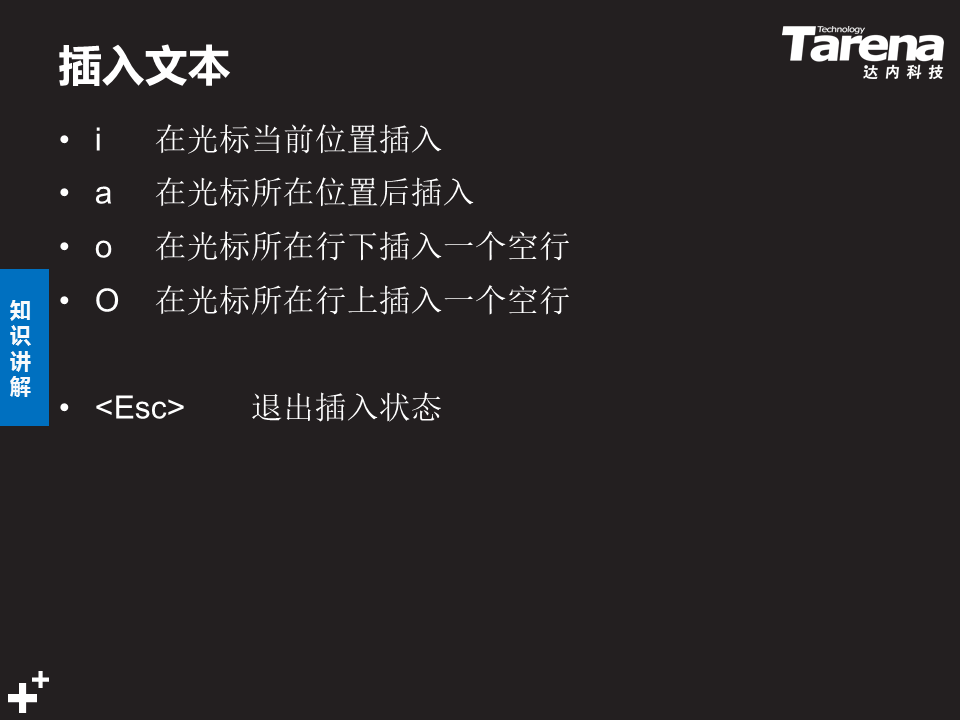 插入文本
Technology
Tarena
达内科技
• i 在光标当前位置插入
• a 在光标所在位置后插入
• o 在光标所在行下插入一个空行
• O 在光标所在行上插入一个空行
知识讲解
• <Esc> 退出插入状态